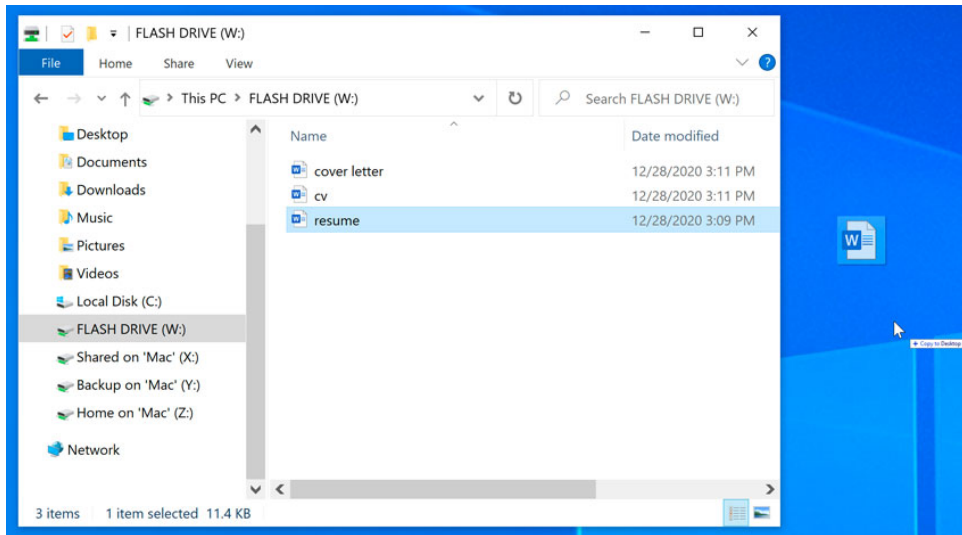 FLASH DRIVE (W:)
File Home Share View
This PC > FLASH DRIVE (W:)
Search FLASH DRIVE (W:)
Desktop
Documents
Downloads
Music
Pictures
Videos
Local Disk (C:)
FLASH DRIVE (W:)
Shared on 'Mac' (X:)
Backup on 'Mac' (Y:)
Home on 'Mac' (Z:)
Network
Name Date modified
cover letter 12/28/2020 3:11 PM
cv 12/28/2020 3:11 PM
resume 12/28/2020 3:09 PM
W
+ Copy to Desktop
3 items 1 item selected 11.4 KB